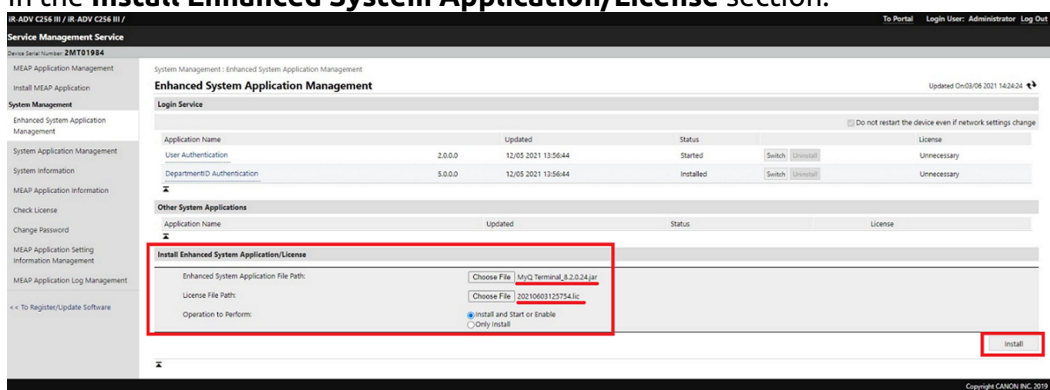 In the Install Enhanced System Application/License section:
iR-ADV C256 III / iR-ADV C256 III /
To Portal Login User: Administrator Log Out
Service Management Service
Device Serial Number: 2MT01984
MEAP Application Management
Install MEAP Application
System Management
Enhanced System Application
Management
System Application Management
System Information
MEAP Application Information
Check License
Change Password
MEAP Application Setting
Information Management
MEAP Application Log Management
<< To Register/Update Software
System Management : Enhanced System Application Management
Enhanced System Application Management
Updated On:03/06 2021 14:24:24
Login Service
Do not restart the device even if network settings change
Application Name Updated Status License
User Authentication 2.0.0.0 12/05 2021 13:56:44 Started Switch Uninstall Unnecessary
DepartmentID Authentication 5.0.0.0 12/05 2021 13:56:44 Installed Switch Uninstall Unnecessary
Other System Applications
Application Name Updated Status License
Install Enhanced System Application/License
Enhanced System Application File Path: Choose File MyQ Terminal_8.2.0.24.jar
License File Path: Choose File 20210603125754.lic
Operation to Perform: Install and Start or Enable
Only Install
Install
Copyright CANON INC. 2019